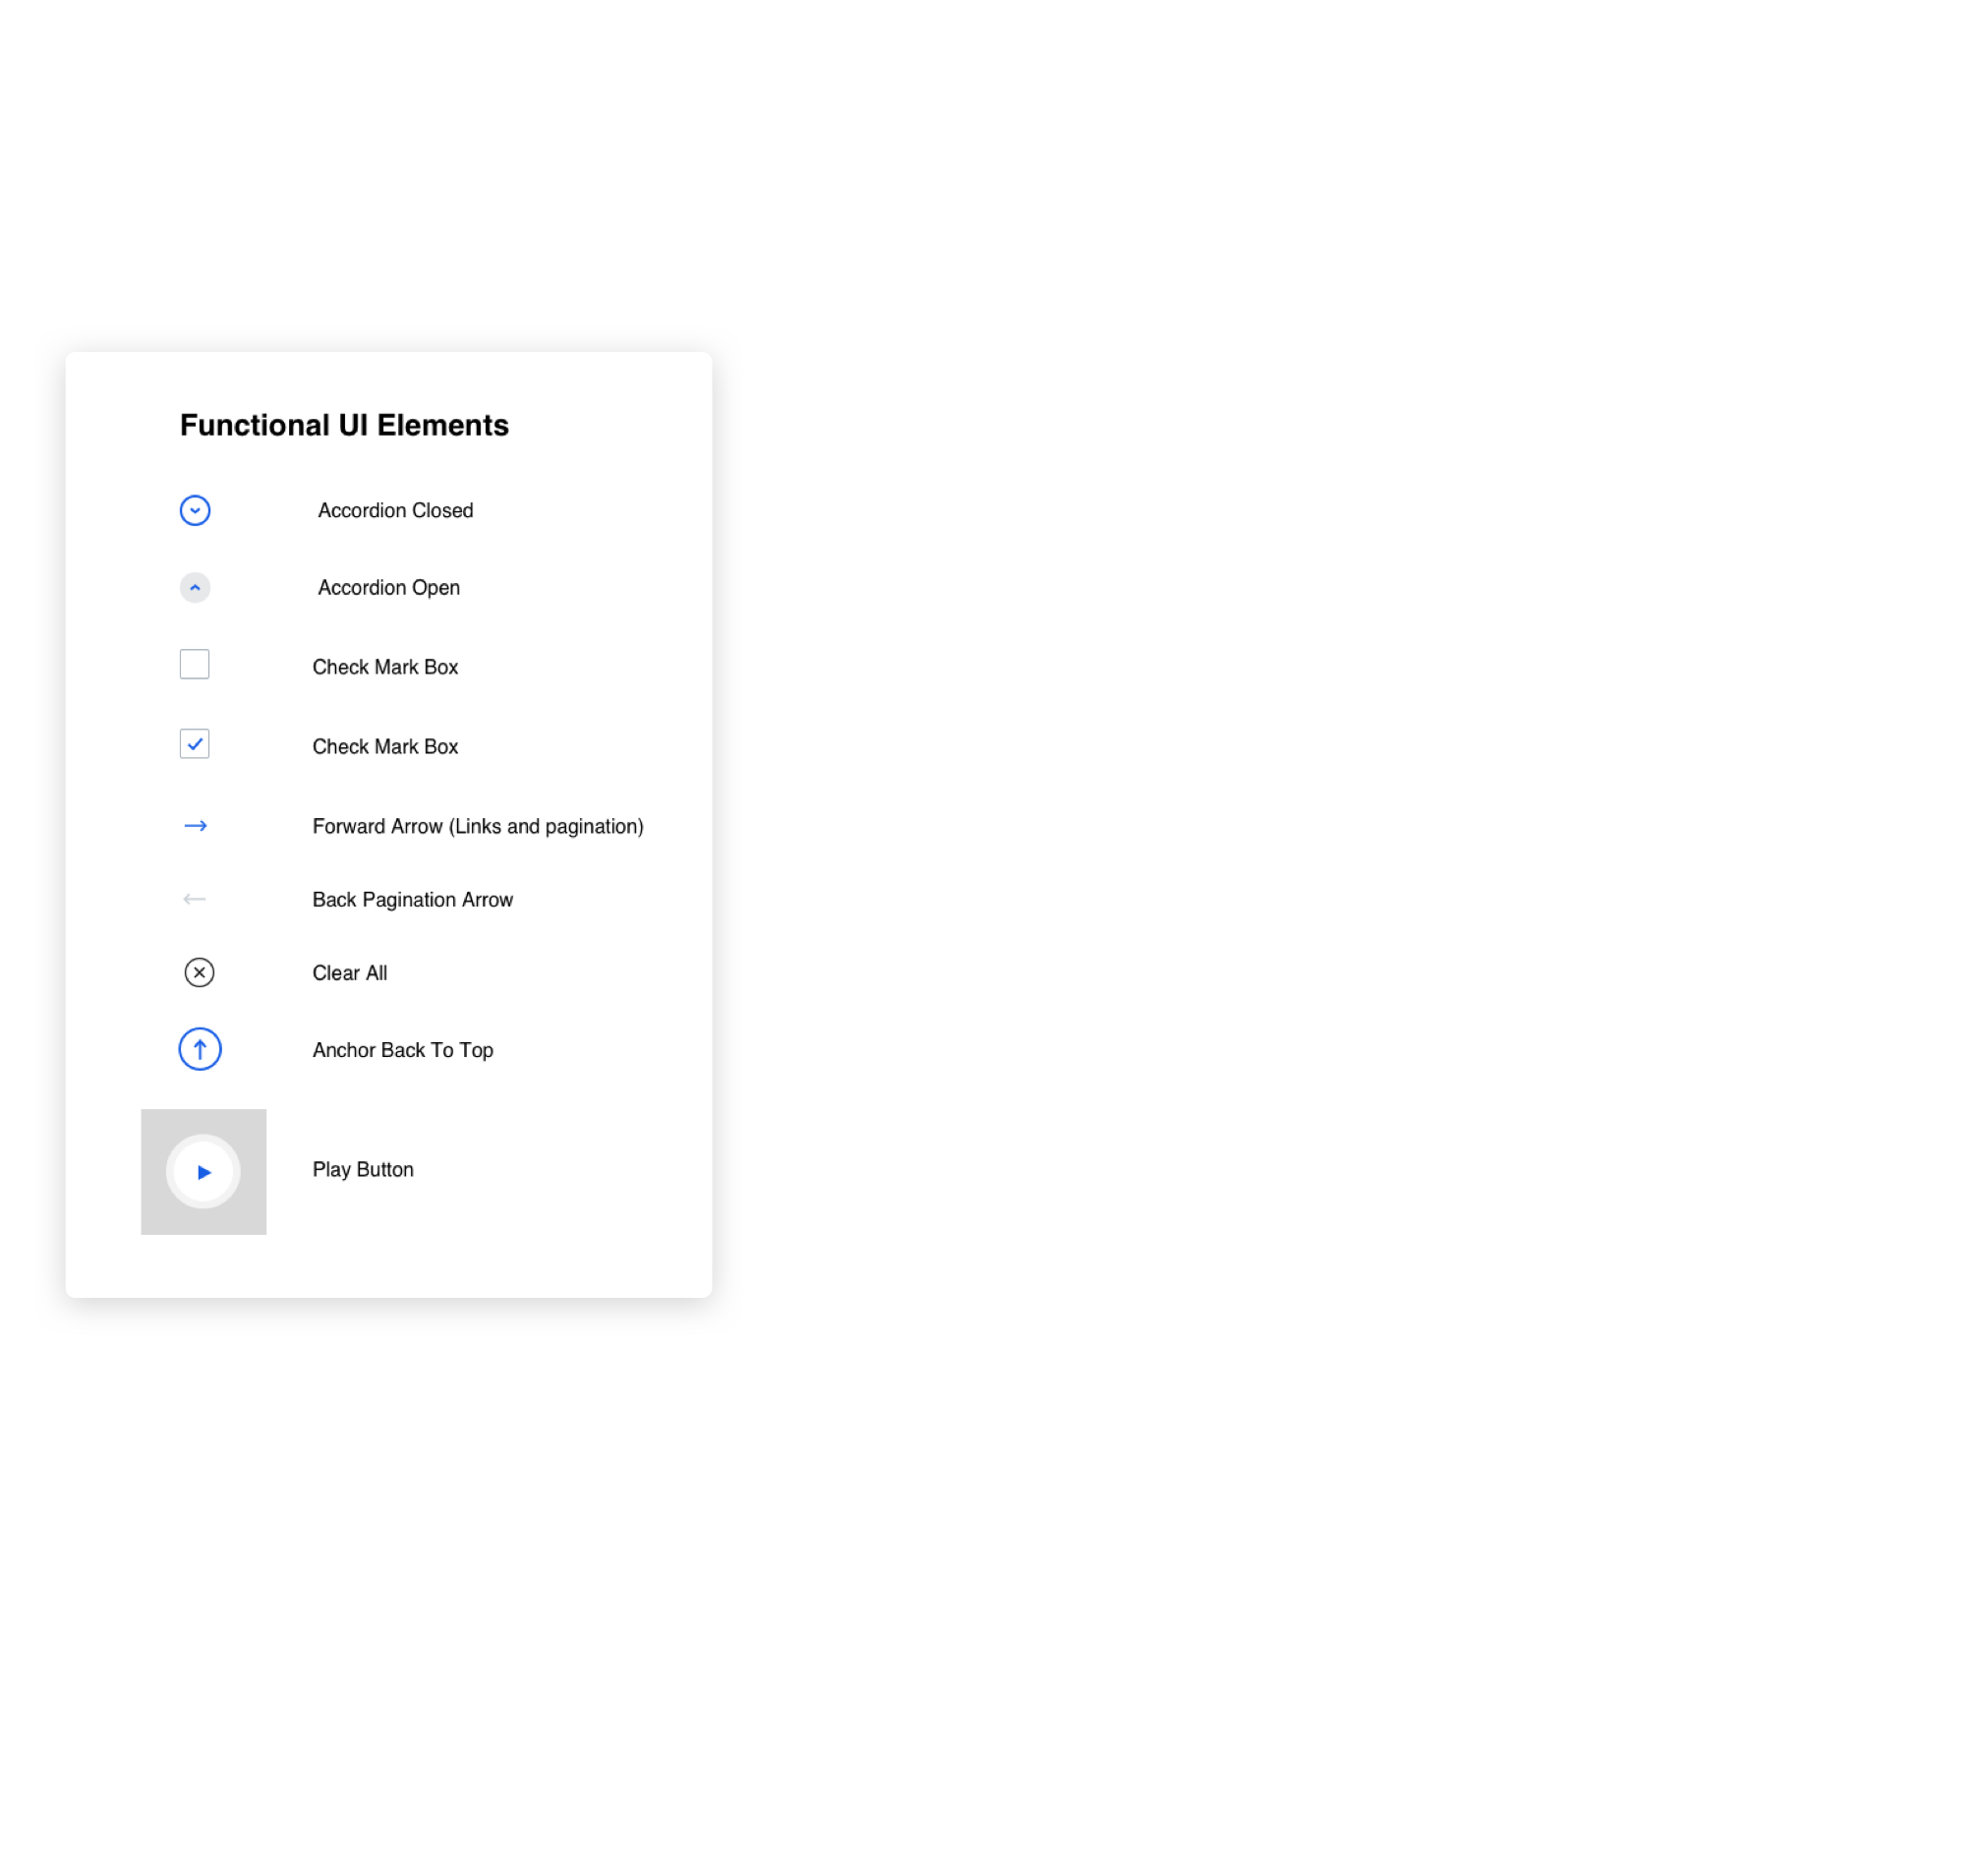 Functional UI Elements
Accordion Closed
Accordion Open
Check Mark Box
Check Mark Box
Forward Arrow (Links and pagination)
Back Pagination Arrow
Clear All
Anchor Back To Top
Play Button